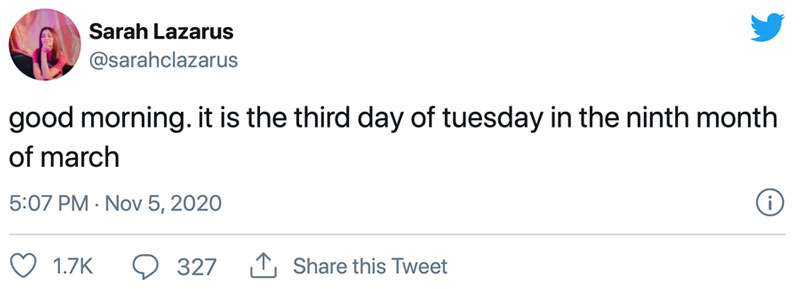 Sarah Lazarus
@sarahclazarus
good morning. it is the third day of tuesday in the ninth month
of march
5:07 PM · Nov 5, 2020
1.7K 327 Share this Tweet